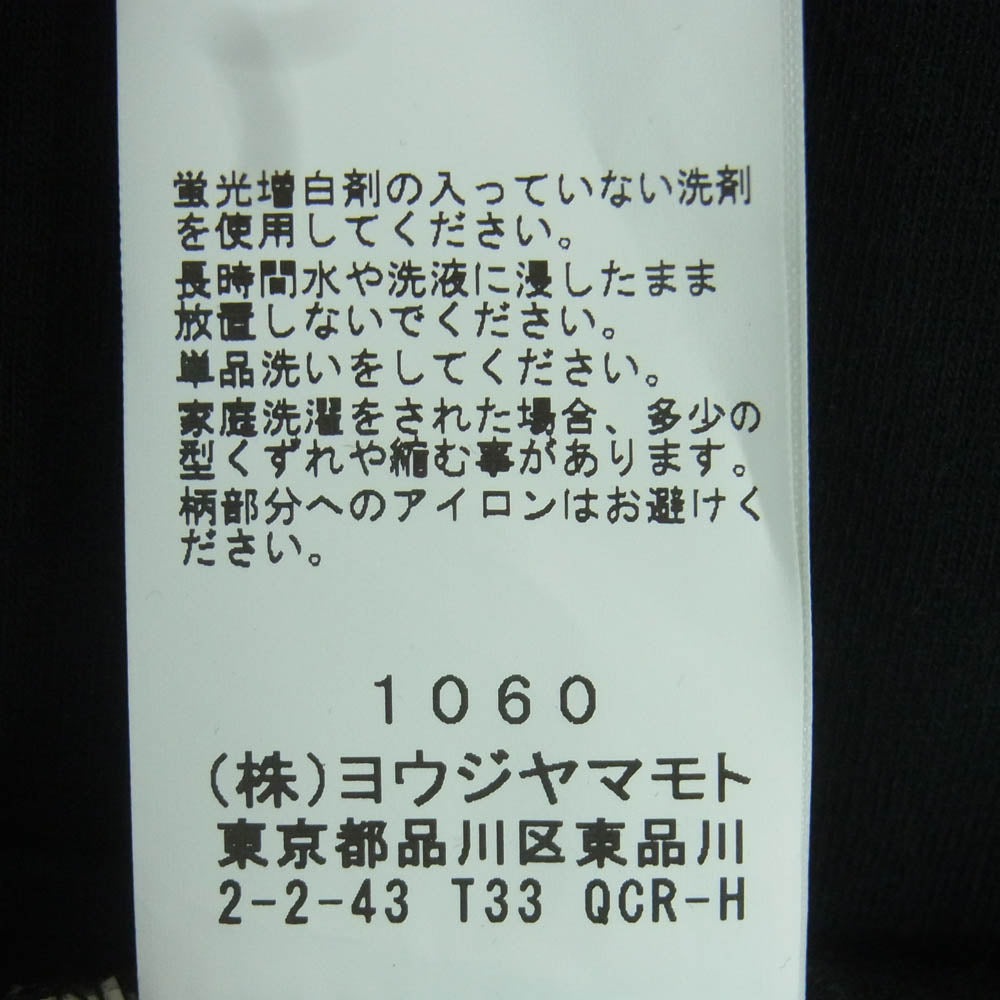 蛍光増白剤の入っていない洗剤
を使用してください。
長時間水や洗液に浸したまま
放置しないでください。
単品洗いをしてください。
家庭洗濯をされた場合、多少の
型くずれや縮む事があります。
柄部分へのアイロンはお避けく
ださい。
1060
(株)ヨウジヤマモト
東京都品川区東品川
2-2-43 T33 QCR-H